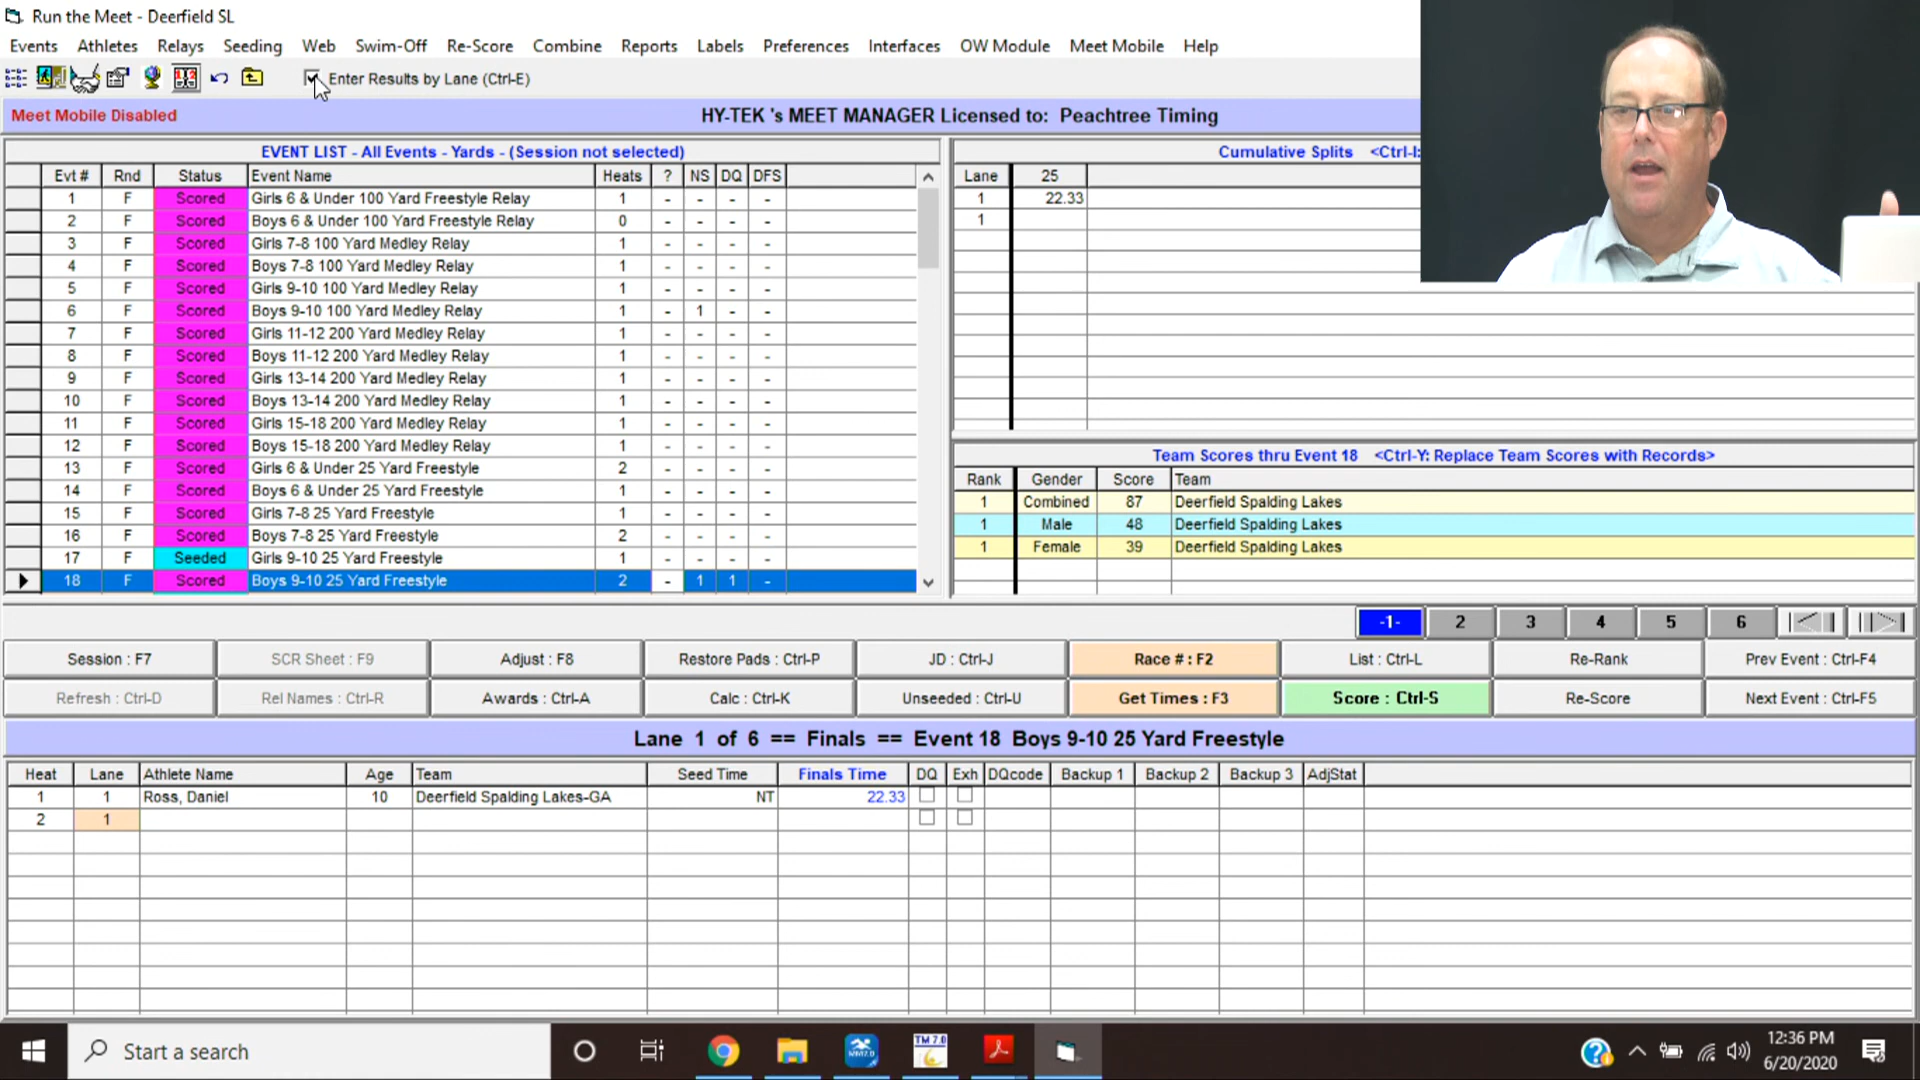 Run the Meet - Deerfield SL
Events Athletes Relays Seeding Web Swim-Off Re-Score Combine Reports Labels Preferences Interfaces OW Module Meet Mobile Help
Enter Results by Lane (Ctrl-E)
Meet Mobile Disabled HY-TEK 's MEET MANAGER Licensed to: Peachtree Timing
EVENT LIST - All Events - Yards - (Session not selected)
Evt # Rnd Status Event Name Heats ? NS DQ DFS
1 F Scored Girls 6 & Under 100 Yard Freestyle Relay 1 - - - -
2 F Scored Boys 6 & Under 100 Yard Freestyle Relay 0 - - - -
3 F Scored Girls 7-8 100 Yard Medley Relay 1 - - - -
4 F Scored Boys 7-8 100 Yard Medley Relay 1 - - - -
5 F Scored Girls 9-10 100 Yard Medley Relay 1 - - - -
6 F Scored Boys 9-10 100 Yard Medley Relay 1 - 1 - -
7 F Scored Girls 11-12 200 Yard Medley Relay 1 - - - -
8 F Scored Boys 11-12 200 Yard Medley Relay 1 - - - -
9 F Scored Girls 13-14 200 Yard Medley Relay 1 - - - -
10 F Scored Boys 13-14 200 Yard Medley Relay 1 - - - -
11 F Scored Girls 15-18 200 Yard Medley Relay 1 - - - -
12 F Scored Boys 15-18 200 Yard Medley Relay 1 - - - -
13 F Scored Girls 6 & Under 25 Yard Freestyle 2 - - - -
14 F Scored Boys 6 & Under 25 Yard Freestyle 1 - - - -
15 F Scored Girls 7-8 25 Yard Freestyle 1 - - - -
16 F Scored Boys 7-8 25 Yard Freestyle 2 - - - -
17 F Seeded Girls 9-10 25 Yard Freestyle 1 - - - -
18 F Scored Boys 9-10 25 Yard Freestyle 2 - 1 1 -
Cumulative Splits <Ctrl-I:
Lane 25
1 22.33
1
Team Scores thru Event 18 <Ctrl-Y: Replace Team Scores with Records>
Rank Gender Score Team
1 Combined 87 Deerfield Spalding Lakes
1 Male 48 Deerfield Spalding Lakes
1 Female 39 Deerfield Spalding Lakes
-1- 2 3 4 5 6
Session : F7 SCR Sheet : F9 Adjust : F8 Restore Pads : Ctrl-P JD : Ctrl-J Race # : F2 List : Ctrl-L Re-Rank Prev Event : Ctrl-F4
Refresh : Ctrl-D Rel Names : Ctrl-R Awards : Ctrl-A Calc : Ctrl-K Unseeded : Ctrl-U Get Times : F3 Score : Ctrl-S Re-Score Next Event : Ctrl-F5
Lane 1 of 6 == Finals == Event 18 Boys 9-10 25 Yard Freestyle
Heat Lane Athlete Name Age Team Seed Time Finals Time DQ Exh DQcode Backup 1 Backup 2 Backup 3 AdjStat
1 1 Ross, Daniel 10 Deerfield Spalding Lakes-GA NT 22.33
2 1
Start a search
MM7.0
TM 7.0
12:36 PM
6/20/2020